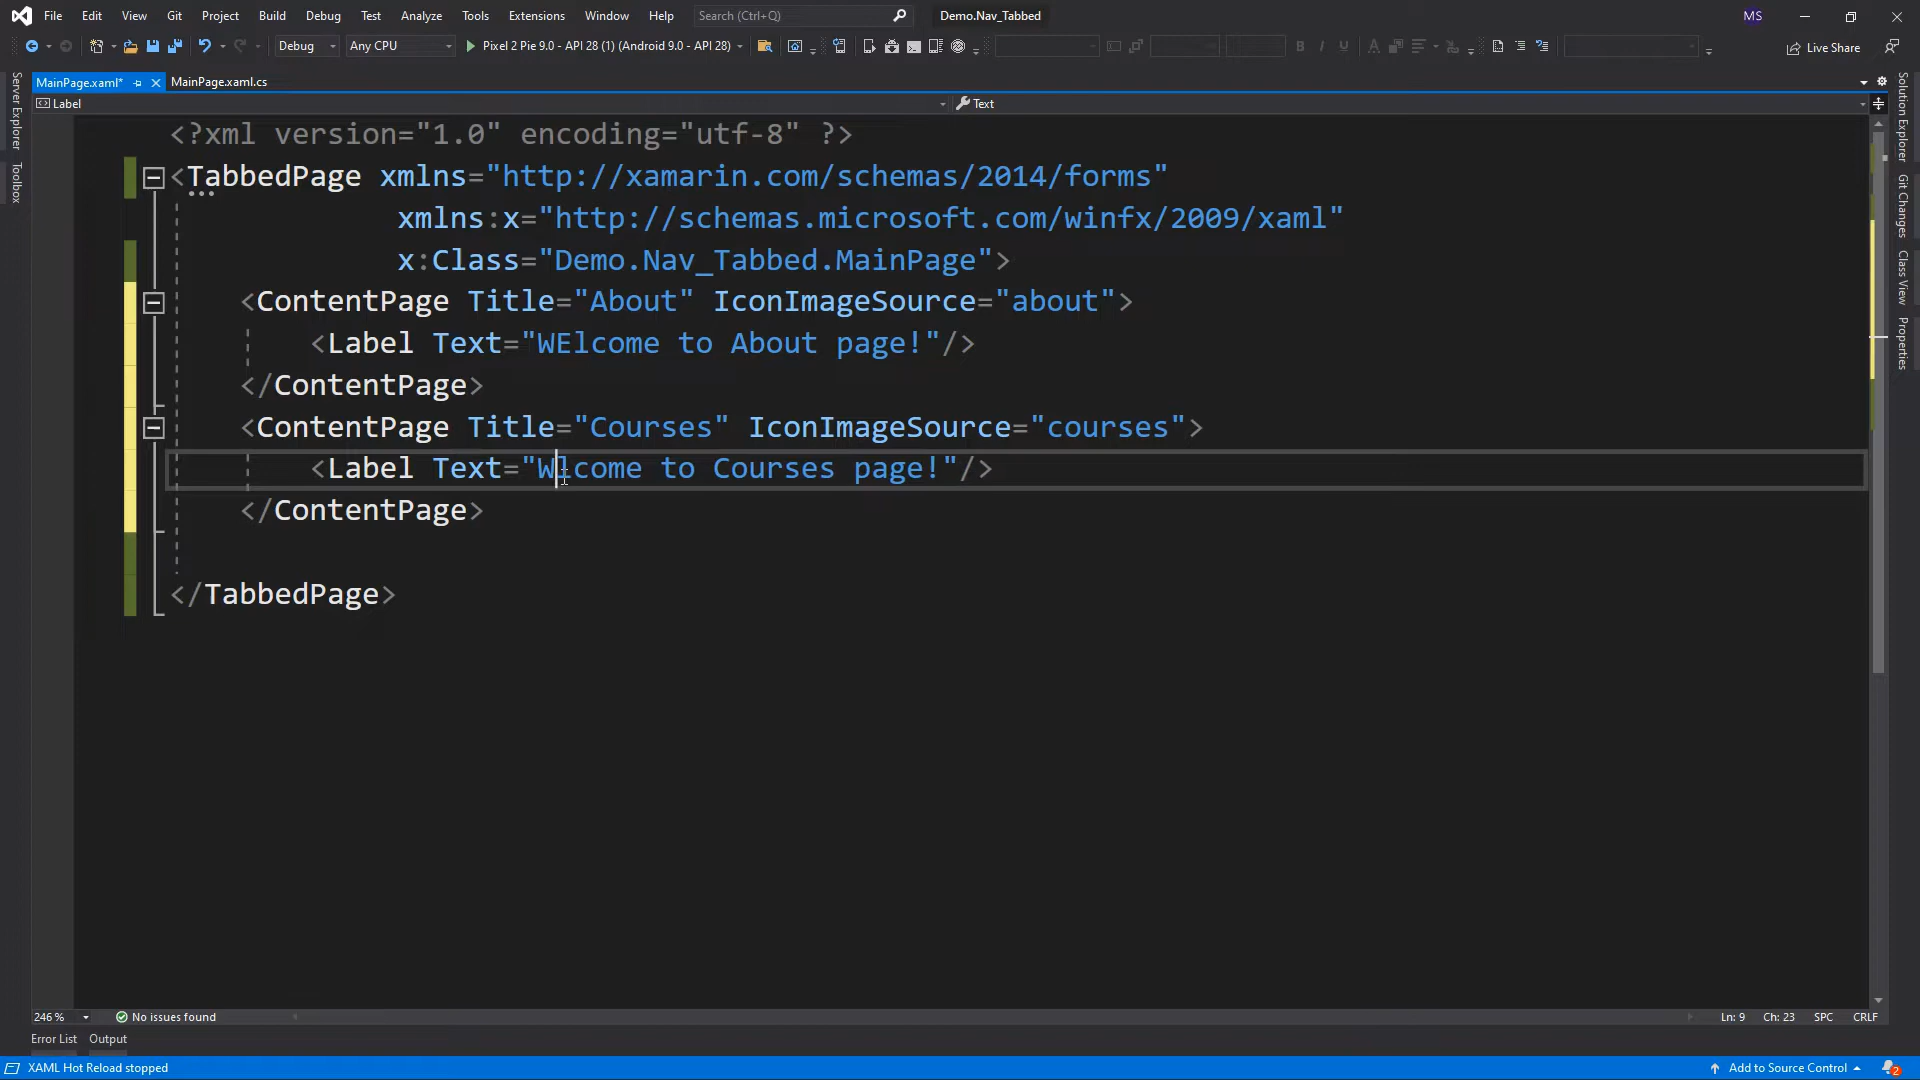 File Edit View Git Project Build Debug Test Analyze Tools Extensions Window Help Search (Ctrl+Q) Demo.Nav_Tabbed MS
Debug Any CPU Pixel 2 Pie 9.0 - API 28 (1) (Android 9.0 - API 28) B I U A Live Share
MainPage.xaml* MainPage.xaml.cs
Label Text
<?xml version="1.0" encoding="utf-8" ?>
<TabbedPage xmlns="http://xamarin.com/schemas/2014/forms"
xmlns:x="http://schemas.microsoft.com/winfx/2009/xaml"
x:Class="Demo.Nav_Tabbed.MainPage">
<ContentPage Title="About" IconImageSource="about">
<Label Text="WElcome to About page!"/>
</ContentPage>
<ContentPage Title="Courses" IconImageSource="courses">
<Label Text="Wlcome to Courses page!"/>
</ContentPage>
</TabbedPage>
Server Explorer
Toolbox
Solution Explorer
Git Changes
Class View
Properties
246 % No issues found Ln: 9 Ch: 23 SPC CRLF
Error List Output
XAML Hot Reload stopped Add to Source Control 2